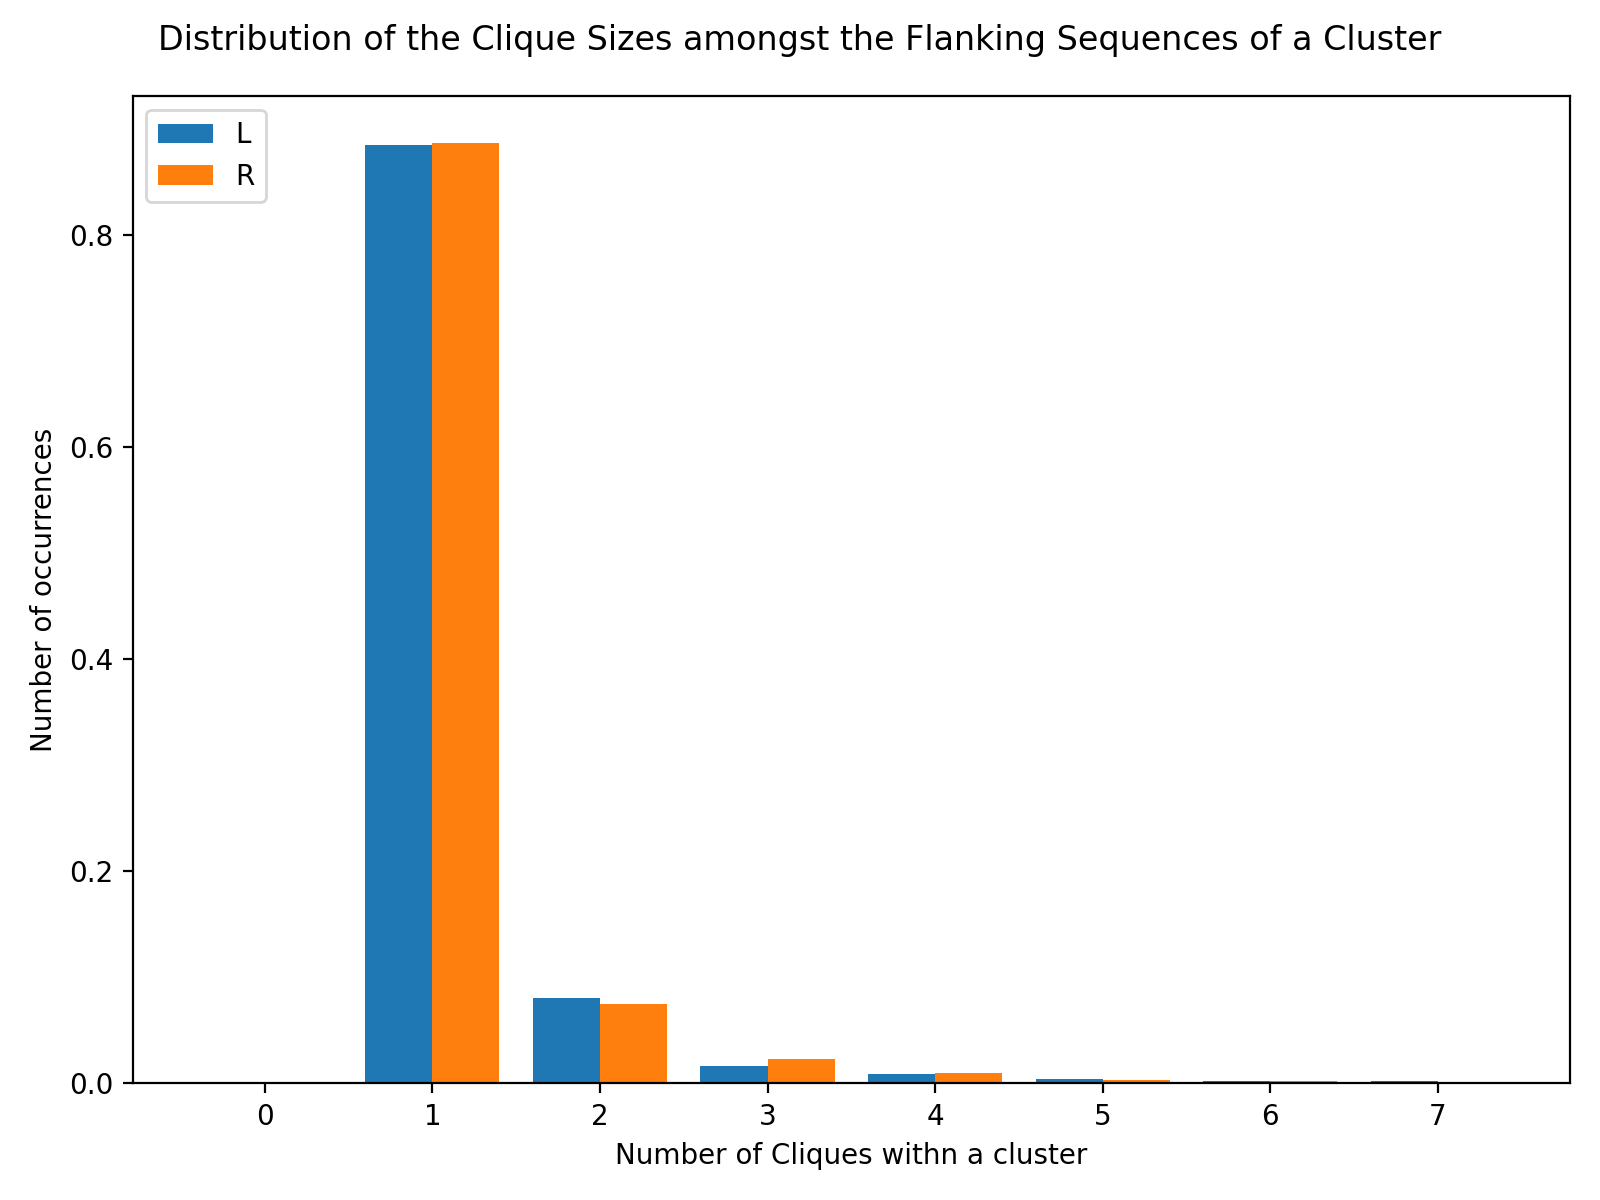 Distribution of the Clique Sizes amongst the Flanking Sequences of a Cluster
L
R
Number of occurrences
0.8
0.6
0.4
0.2
0.0
0 1 2 3 4 5 6 7
Number of Cliques withn a cluster